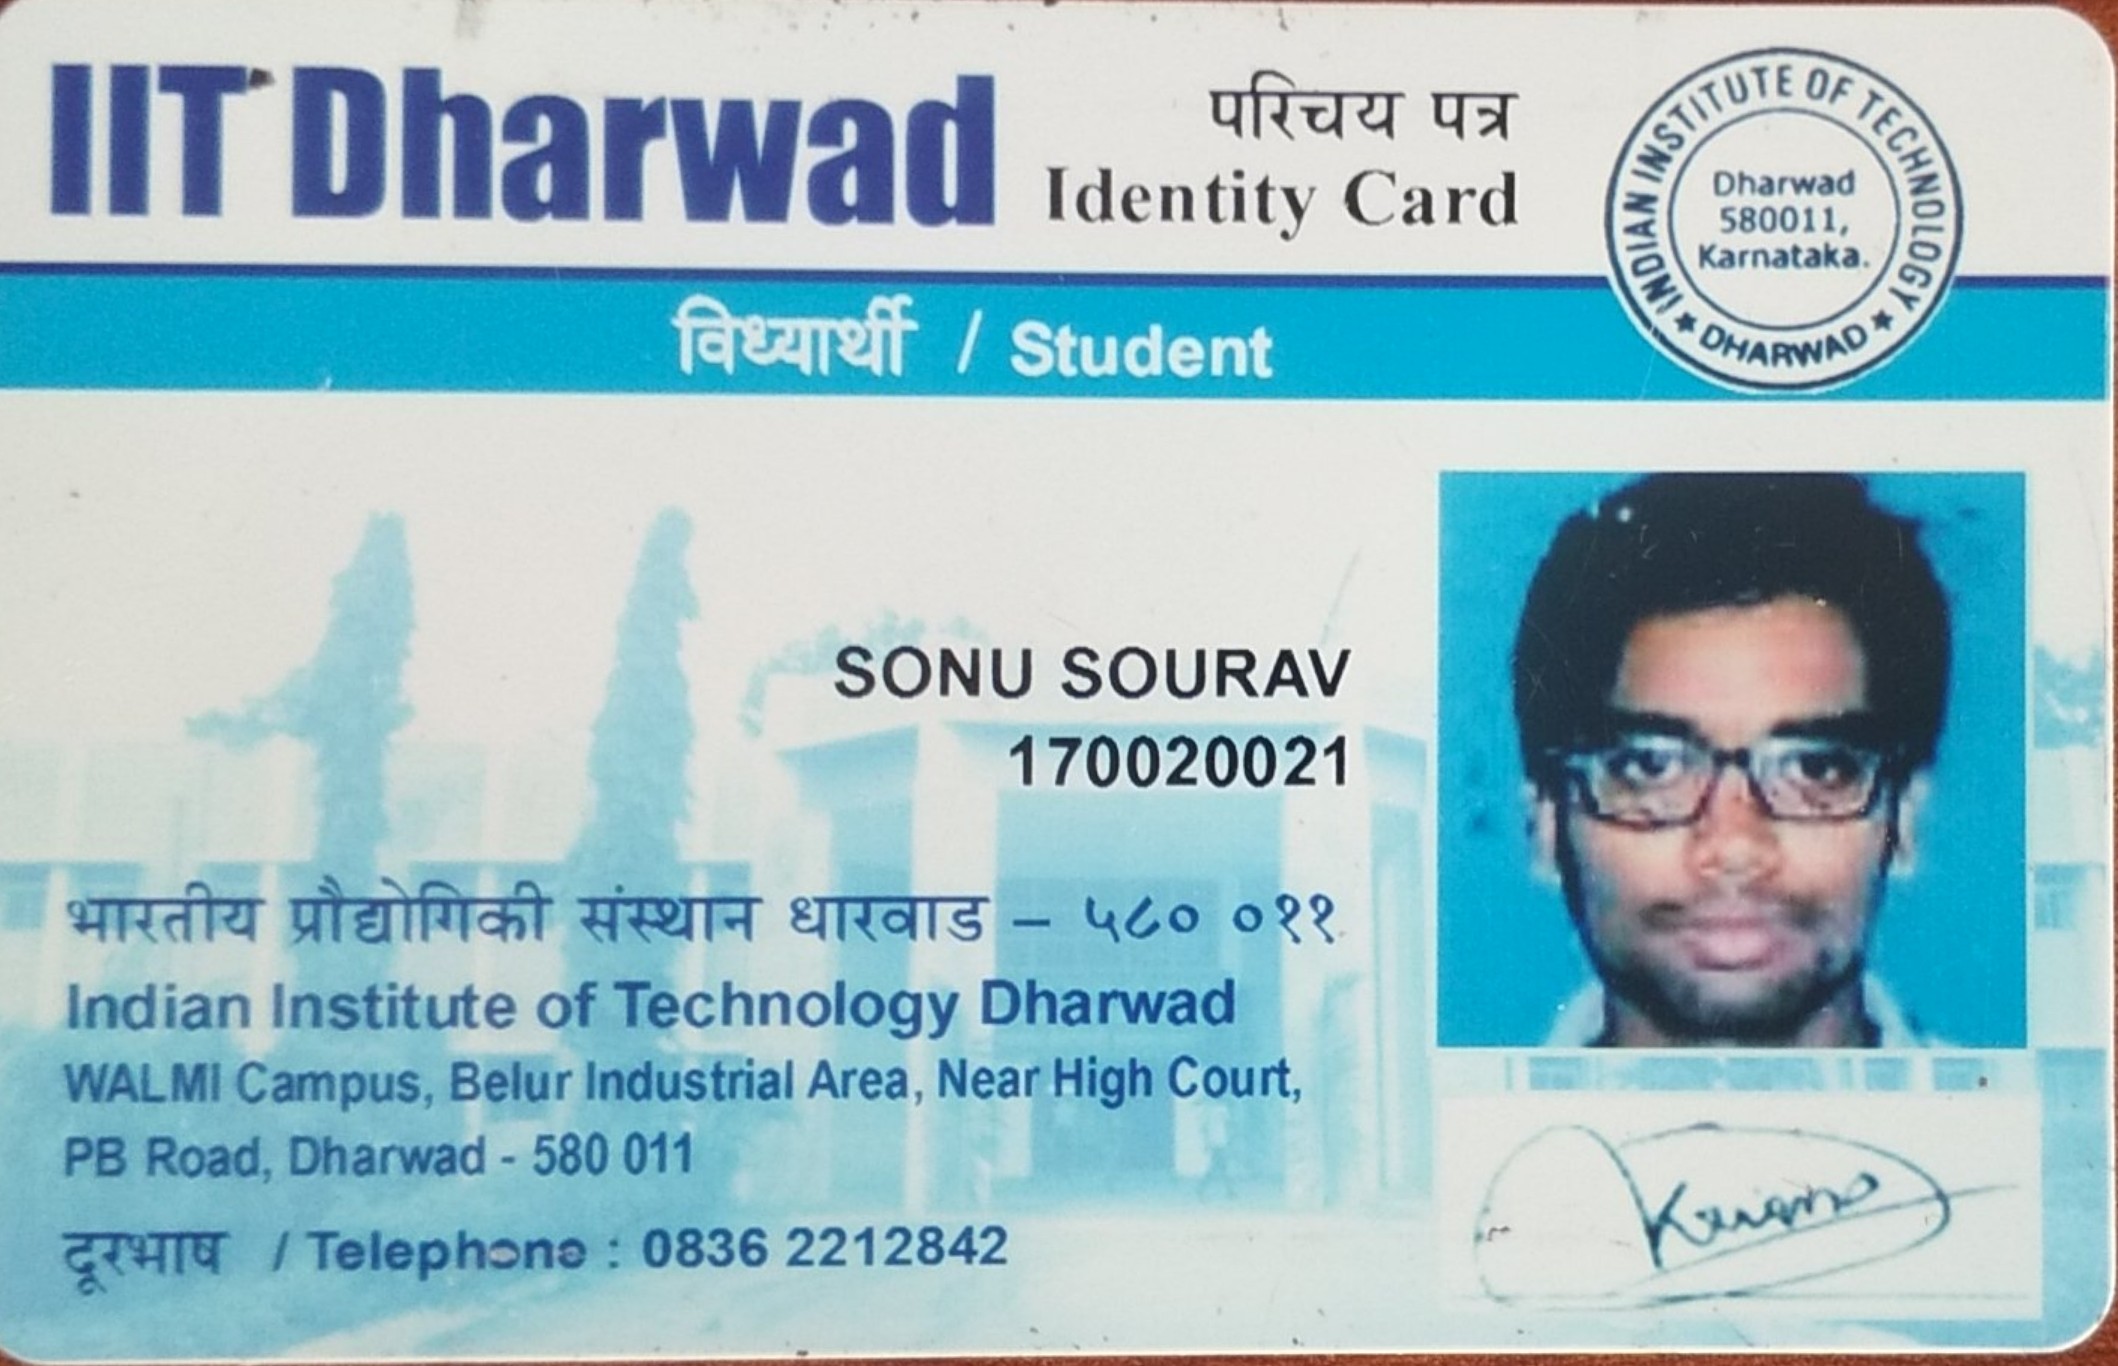 IIT Dharwad
परिचय पत्र
Identity Card
INDIAN INSTITUTE OF TECHNOLOGY
★ DHARWAD ★
Dharwad
580011,
Karnataka.
विध्यार्थी / Student
SONU SOURAV
170020021
भारतीय प्रौद्योगिकी संस्थान धारवाड – ५८० ०११
Indian Institute of Technology Dharwad
WALMI Campus, Belur Industrial Area, Near High Court,
PB Road, Dharwad - 580 011
दूरभाष / Telephone : 0836 2212842